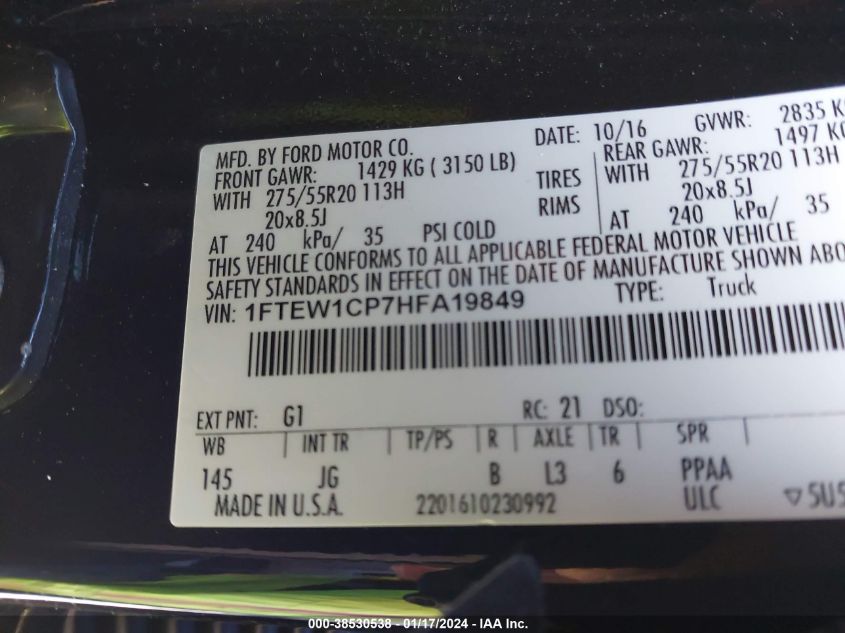 MFD. BY FORD MOTOR CO. DATE: 10/16 GVWR: 2835 K
FRONT GAWR: 1429 KG ( 3150 LB) REAR GAWR: 1497 KG
WITH 275/55R20 113H TIRES WITH 275/55R20 113H
20x8.5J RIMS 20x8.5J
AT 240 kPa/ 35 PSI COLD AT 240 kPa/ 35
THIS VEHICLE CONFORMS TO ALL APPLICABLE FEDERAL MOTOR VEHICLE
SAFETY STANDARDS IN EFFECT ON THE DATE OF MANUFACTURE SHOWN ABO
VIN: 1FTEW1CP7HFA19849 TYPE: Truck
EXT PNT: G1 RC: 21 DSO:
WB | INT TR | TP/PS | R | AXLE | TR | SPR |
145 JG B L3 6 PPAA
MADE IN U.S.A. 2201610230992 ULC ▽ SUS
000-38530538 - 01/17/2024 - IAA Inc.